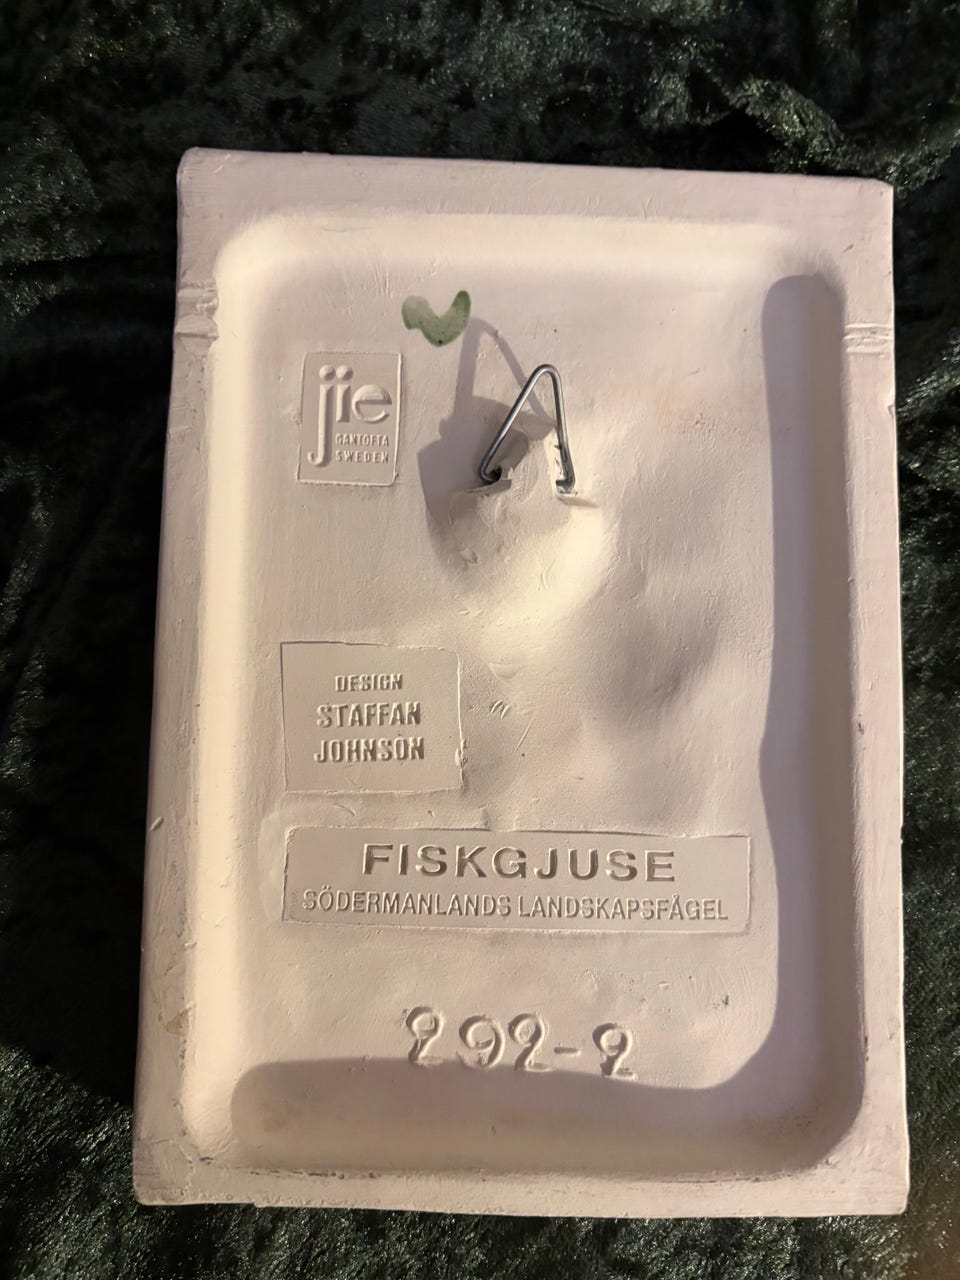 jie
GANTOFTA
SWEDEN
DESIGN
STAFFAN
JOHNSON
FISKGJUSE
SÖDERMANLANDS LANDSKAPSFÅGEL
292-2